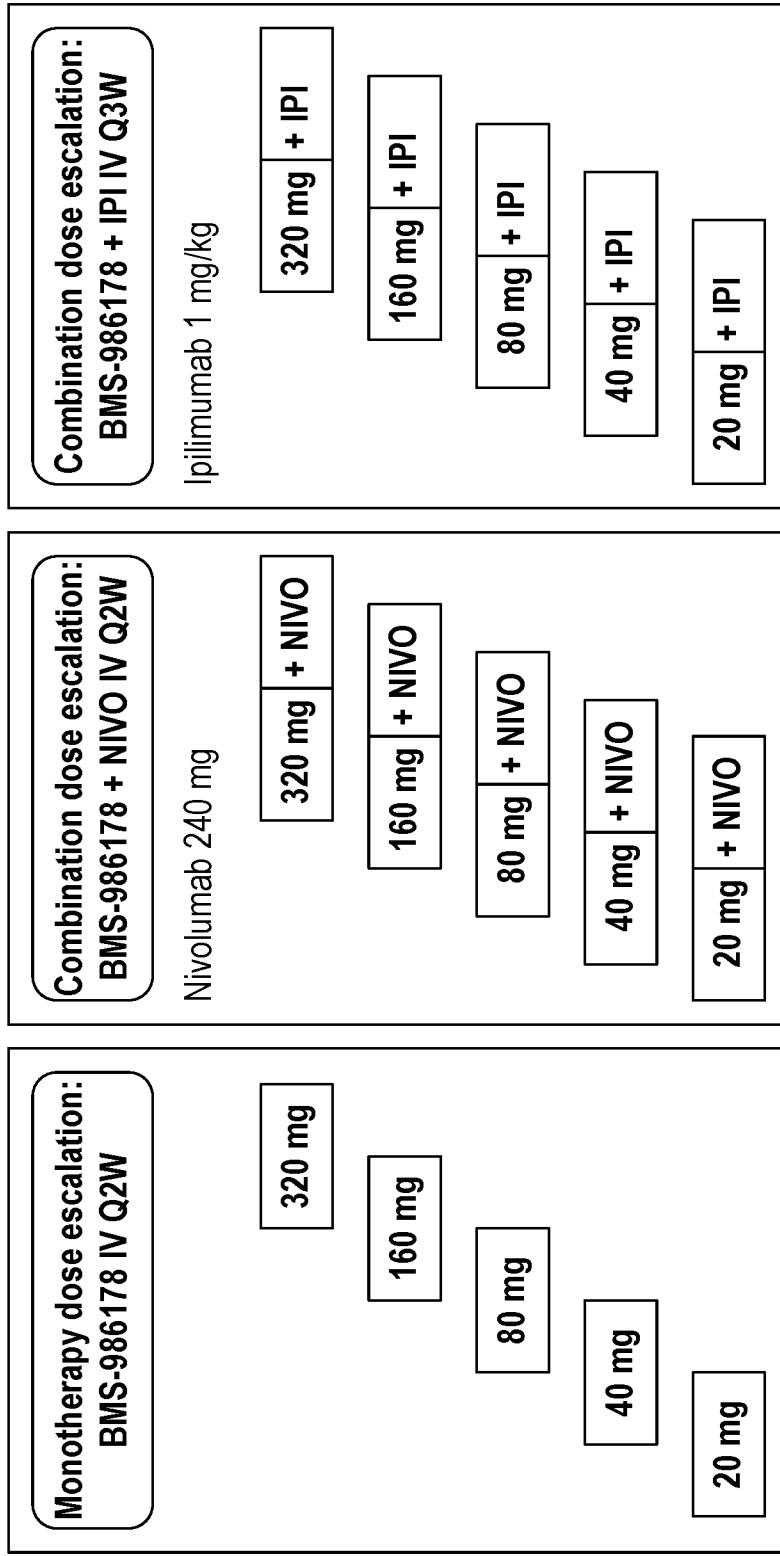 Monotherapy dose escalation:
BMS-986178 IV Q2W
320 mg
160 mg
80 mg
40 mg
20 mg
Combination dose escalation:
BMS-986178 + NIVO IV Q2W
Nivolumab 240 mg
320 mg + NIVO
160 mg + NIVO
80 mg + NIVO
40 mg + NIVO
20 mg + NIVO
Combination dose escalation:
BMS-986178 + IPI IV Q3W
Ipilimumab 1 mg/kg
320 mg + IPI
160 mg + IPI
80 mg + IPI
40 mg + IPI
20 mg + IPI